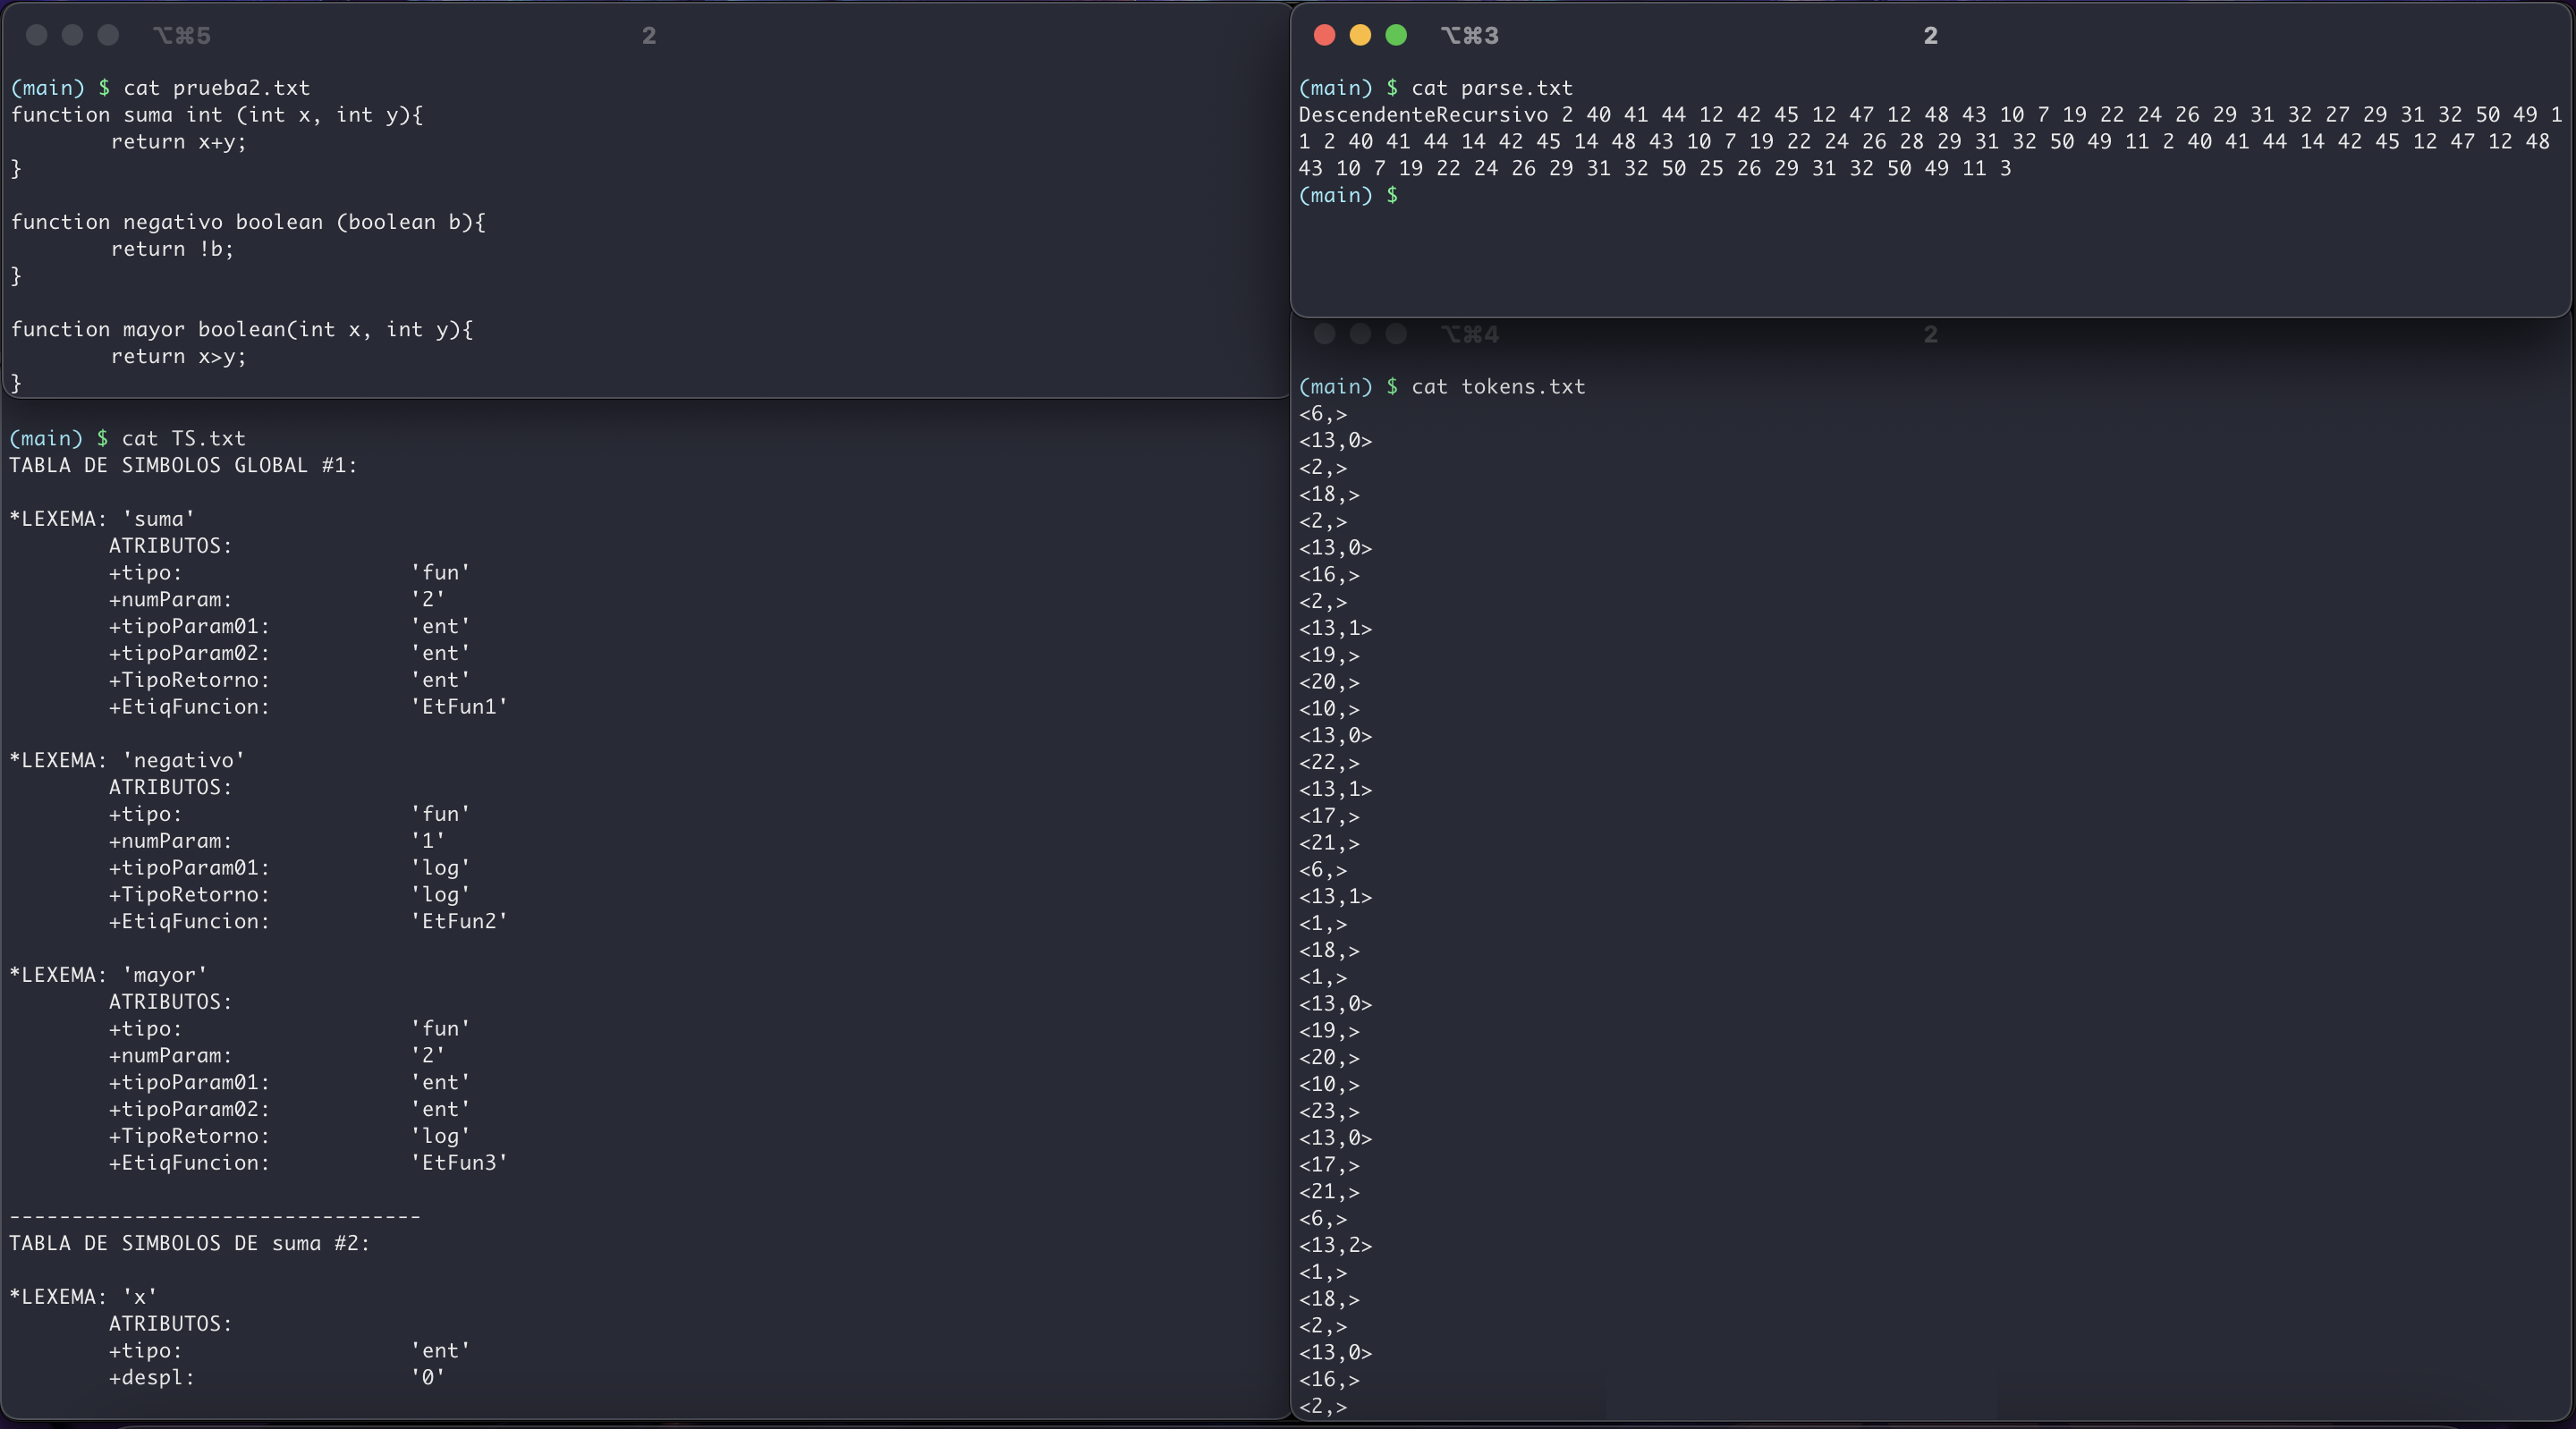 ⌥⌘5 2
(main) $ cat prueba2.txt
function suma int (int x, int y){
        return x+y;
}

function negativo boolean (boolean b){
        return !b;
}

function mayor boolean(int x, int y){
        return x>y;
}
(main) $ cat TS.txt
TABLA DE SIMBOLOS GLOBAL #1:

*LEXEMA: 'suma'
        ATRIBUTOS:
        +tipo:                  'fun'
        +numParam:              '2'
        +tipoParam01:           'ent'
        +tipoParam02:           'ent'
        +TipoRetorno:           'ent'
        +EtiqFuncion:           'EtFun1'

*LEXEMA: 'negativo'
        ATRIBUTOS:
        +tipo:                  'fun'
        +numParam:              '1'
        +tipoParam01:           'log'
        +TipoRetorno:           'log'
        +EtiqFuncion:           'EtFun2'

*LEXEMA: 'mayor'
        ATRIBUTOS:
        +tipo:                  'fun'
        +numParam:              '2'
        +tipoParam01:           'ent'
        +tipoParam02:           'ent'
        +TipoRetorno:           'log'
        +EtiqFuncion:           'EtFun3'

---------------------------------
TABLA DE SIMBOLOS DE suma #2:

*LEXEMA: 'x'
        ATRIBUTOS:
        +tipo:                  'ent'
        +despl:                 '0'
⌥⌘3 2
(main) $ cat parse.txt
DescendenteRecursivo 2 40 41 44 12 42 45 12 47 12 48 43 10 7 19 22 24 26 29 31 32 27 29 31 32 50 49 1
1 2 40 41 44 14 42 45 14 48 43 10 7 19 22 24 26 28 29 31 32 50 49 11 2 40 41 44 14 42 45 12 47 12 48
43 10 7 19 22 24 26 29 31 32 50 25 26 29 31 32 50 49 11 3
(main) $
⌥⌘4 2
(main) $ cat tokens.txt
<6,>
<13,0>
<2,>
<18,>
<2,>
<13,0>
<16,>
<2,>
<13,1>
<19,>
<20,>
<10,>
<13,0>
<22,>
<13,1>
<17,>
<21,>
<6,>
<13,1>
<1,>
<18,>
<1,>
<13,0>
<19,>
<20,>
<10,>
<23,>
<13,0>
<17,>
<21,>
<6,>
<13,2>
<1,>
<18,>
<2,>
<13,0>
<16,>
<2,>